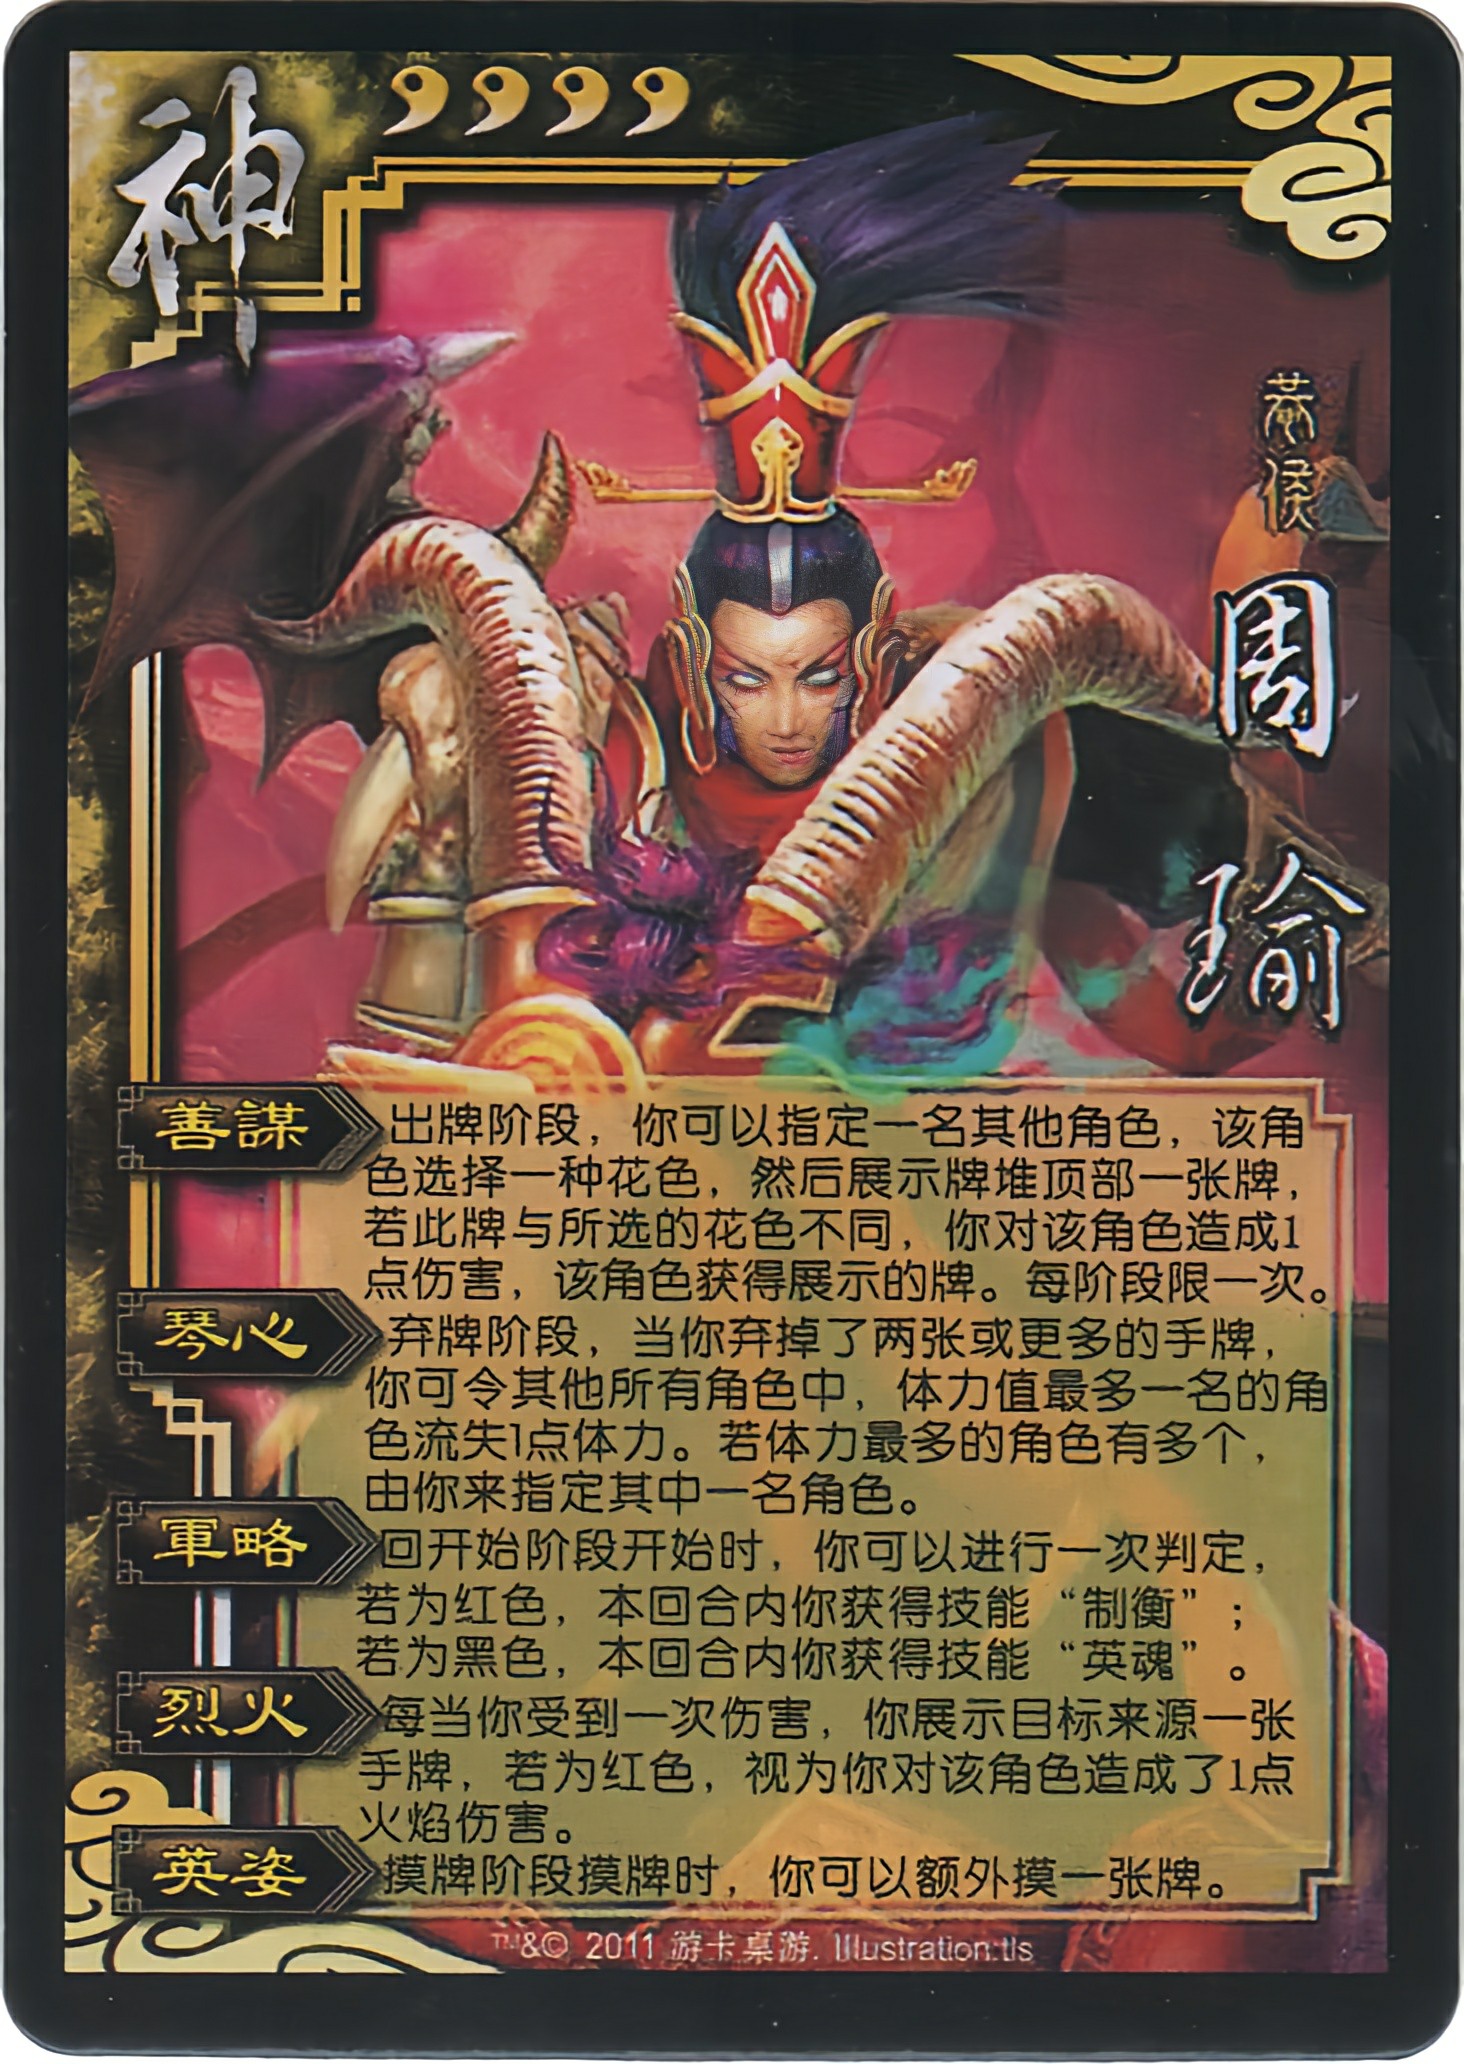 神
英侯
周瑜
善謀
出牌阶段，你可以指定一名其他角色，该角
色选择一种花色，然后展示牌堆顶部一张牌，
若此牌与所选的花色不同，你对该角色造成1
点伤害，该角色获得展示的牌。每阶段限一次。
琴心
弃牌阶段，当你弃掉了两张或更多的手牌，
你可令其他所有角色中，体力值最多一名的角
色流失1点体力。若体力最多的角色有多个，
由你来指定其中一名角色。
軍略
回开始阶段开始时，你可以进行一次判定，
若为红色，本回合内你获得技能“制衡”；
若为黑色，本回合内你获得技能“英魂”。
烈火
每当你受到一次伤害，你展示目标来源一张
手牌，若为红色，视为你对该角色造成了1点
火焰伤害。
英姿
摸牌阶段摸牌时，你可以额外摸一张牌。
™&© 2011 游卡桌游. Illustration:tls